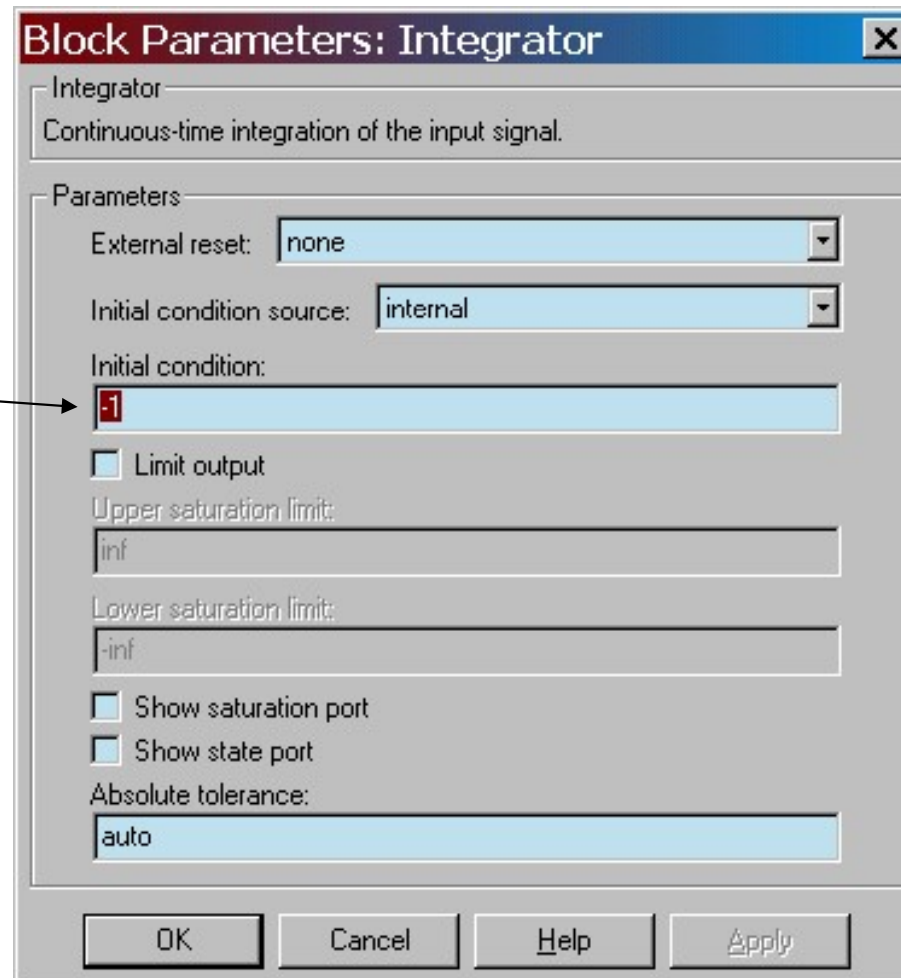 Block Parameters: Integrator
Integrator
Continuous-time integration of the input signal.
Parameters
External reset: none
Initial condition source: internal
Initial condition:
-1
Limit output
Upper saturation limit:
inf
Lower saturation limit:
-inf
Show saturation port
Show state port
Absolute tolerance:
auto
OK Cancel Help Apply